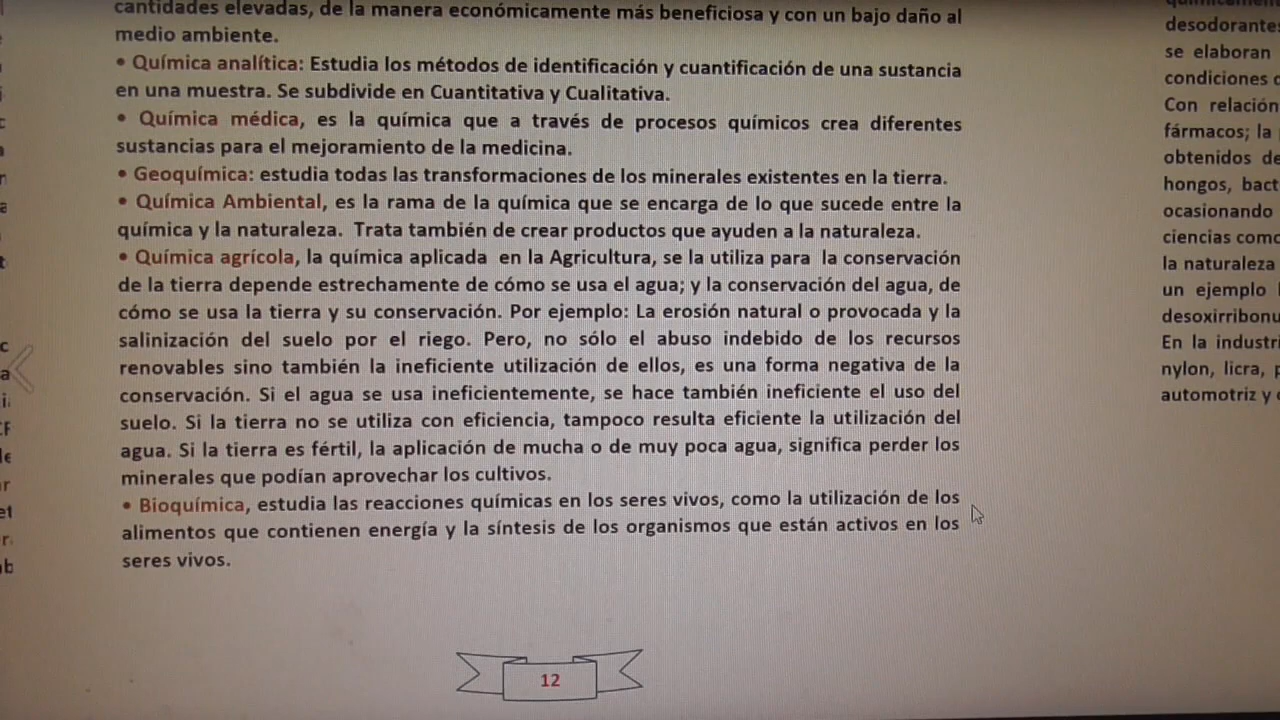 cantidades elevadas, de la manera económicamente más beneficiosa y con un bajo daño al
medio ambiente.
• Química analítica: Estudia los métodos de identificación y cuantificación de una sustancia
en una muestra. Se subdivide en Cuantitativa y Cualitativa.
• Química médica, es la química que a través de procesos químicos crea diferentes
sustancias para el mejoramiento de la medicina.
• Geoquímica: estudia todas las transformaciones de los minerales existentes en la tierra.
• Química Ambiental, es la rama de la química que se encarga de lo que sucede entre la
química y la naturaleza. Trata también de crear productos que ayuden a la naturaleza.
• Química agrícola, la química aplicada en la Agricultura, se la utiliza para la conservación
de la tierra depende estrechamente de cómo se usa el agua; y la conservación del agua, de
cómo se usa la tierra y su conservación. Por ejemplo: La erosión natural o provocada y la
salinización del suelo por el riego. Pero, no sólo el abuso indebido de los recursos
renovables sino también la ineficiente utilización de ellos, es una forma negativa de la
conservación. Si el agua se usa ineficientemente, se hace también ineficiente el uso del
suelo. Si la tierra no se utiliza con eficiencia, tampoco resulta eficiente la utilización del
agua. Si la tierra es fértil, la aplicación de mucha o de muy poca agua, significa perder los
minerales que podían aprovechar los cultivos.
• Bioquímica, estudia las reacciones químicas en los seres vivos, como la utilización de los
alimentos que contienen energía y la síntesis de los organismos que están activos en los
seres vivos.
12
se elaboran
condiciones
Con relación
fármacos; la
obtenidos
hongos,
ocasionando
ciencias
la naturaleza
un ejemplo
En la
nylon, licra,
automotriz y